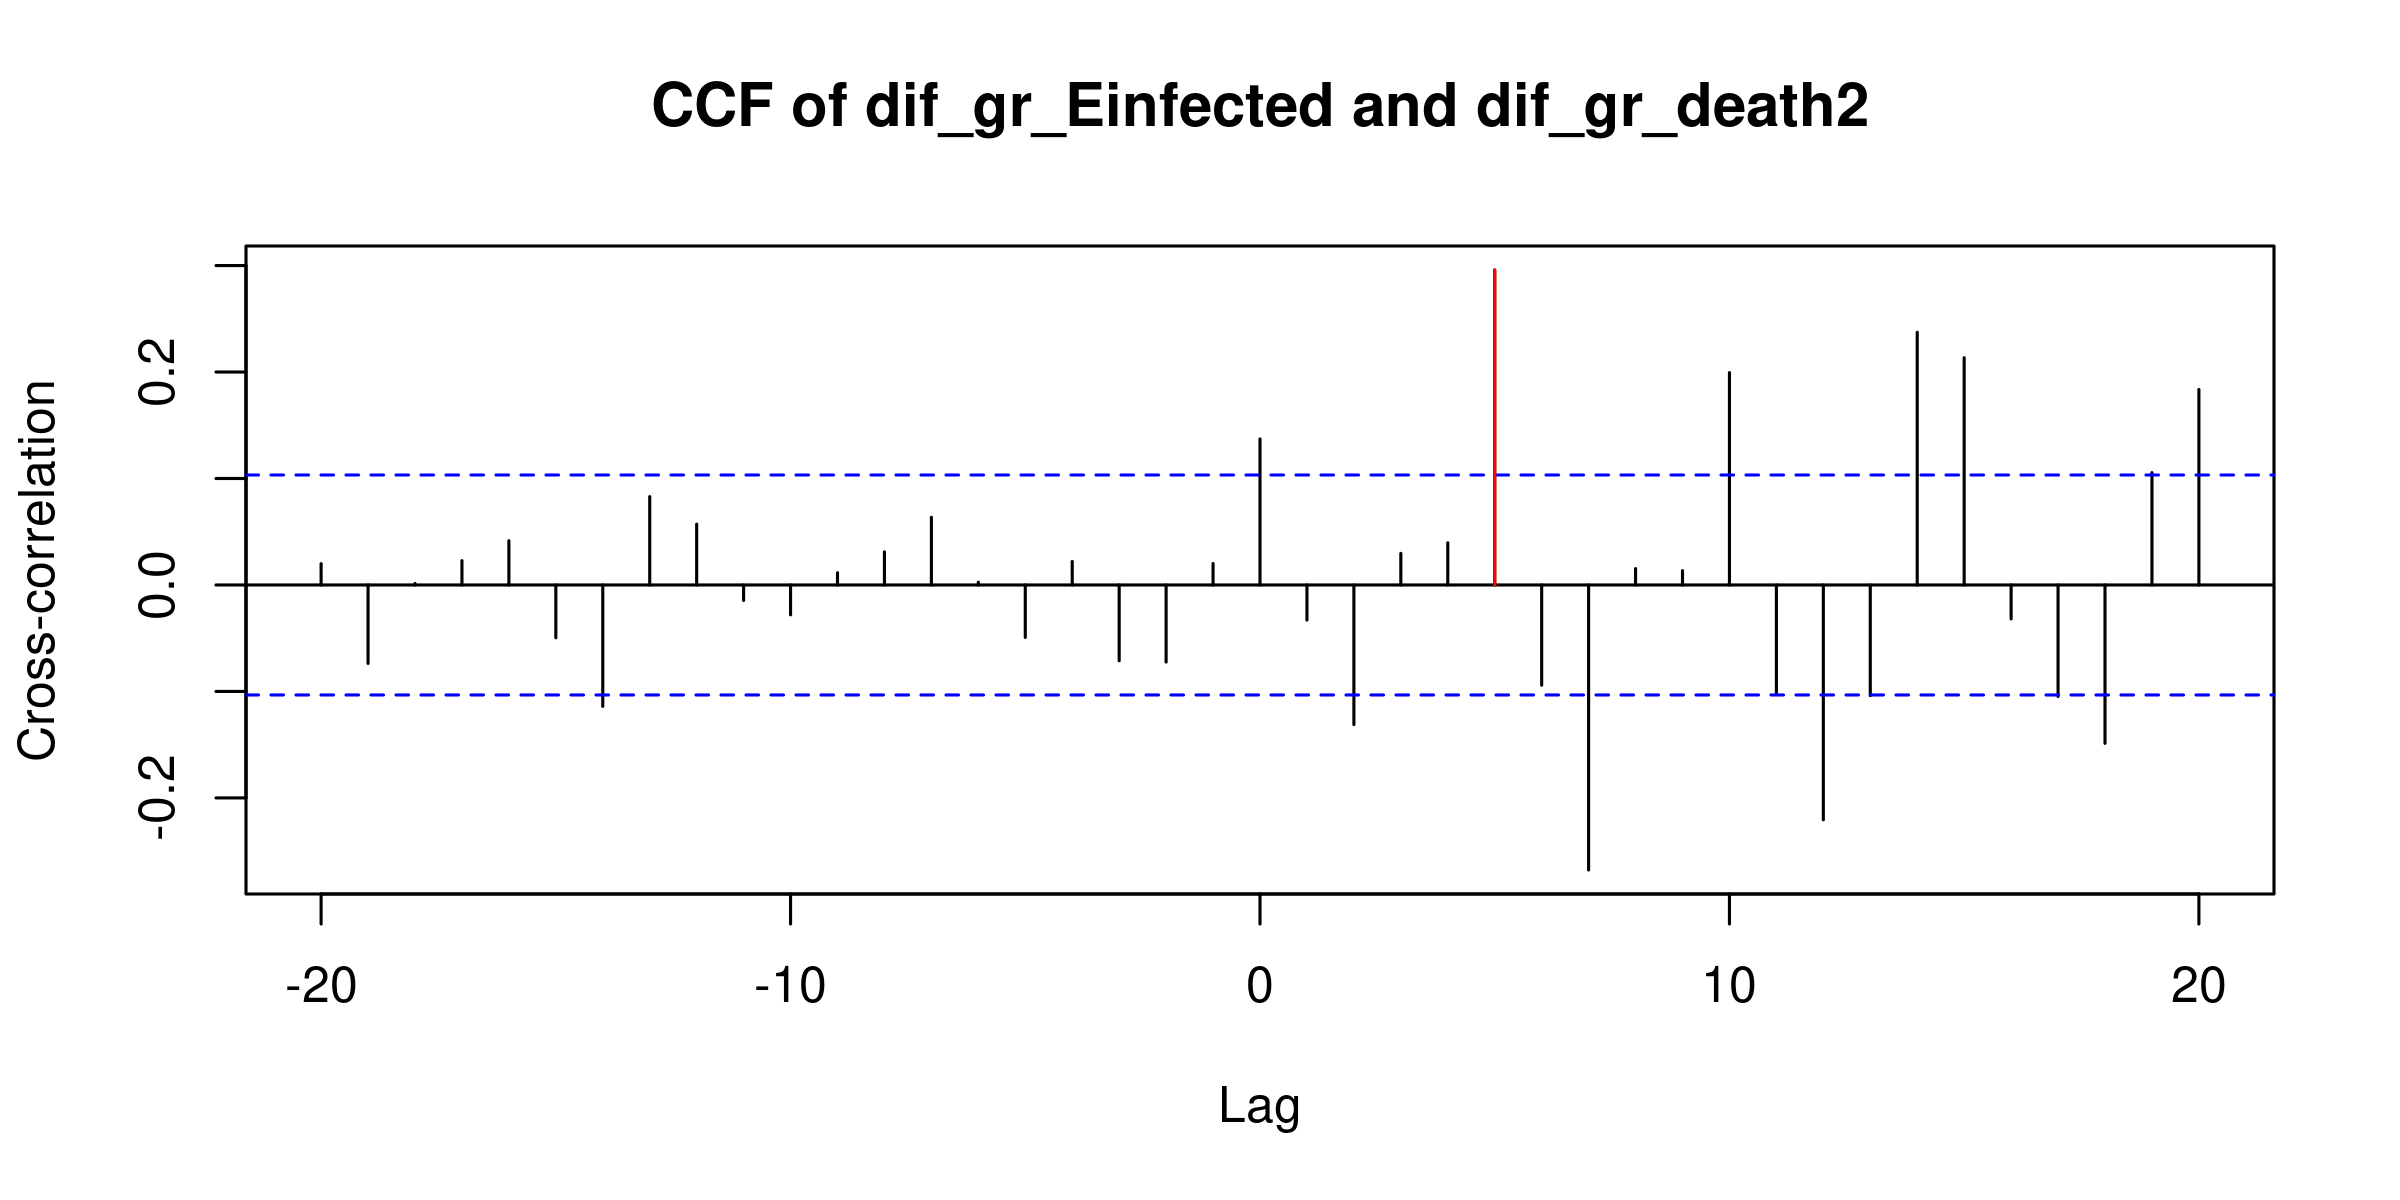 CCF of dif_gr_Einfected and dif_gr_death2
Cross-correlation
0.2
0.0
-0.2
-20 -10 0 10 20
Lag